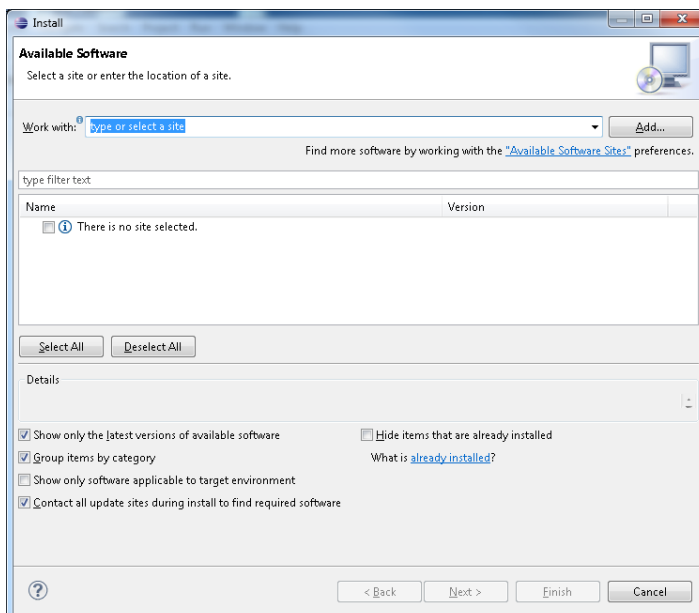 Install
Available Software
Select a site or enter the location of a site.
Work with: type or select a site Add...
Find more software by working with the "Available Software Sites" preferences.
type filter text
Name Version
There is no site selected.
Select All Deselect All
Details
Show only the latest versions of available software Hide items that are already installed
Group items by category What is already installed?
Show only software applicable to target environment
Contact all update sites during install to find required software
< Back Next > Finish Cancel